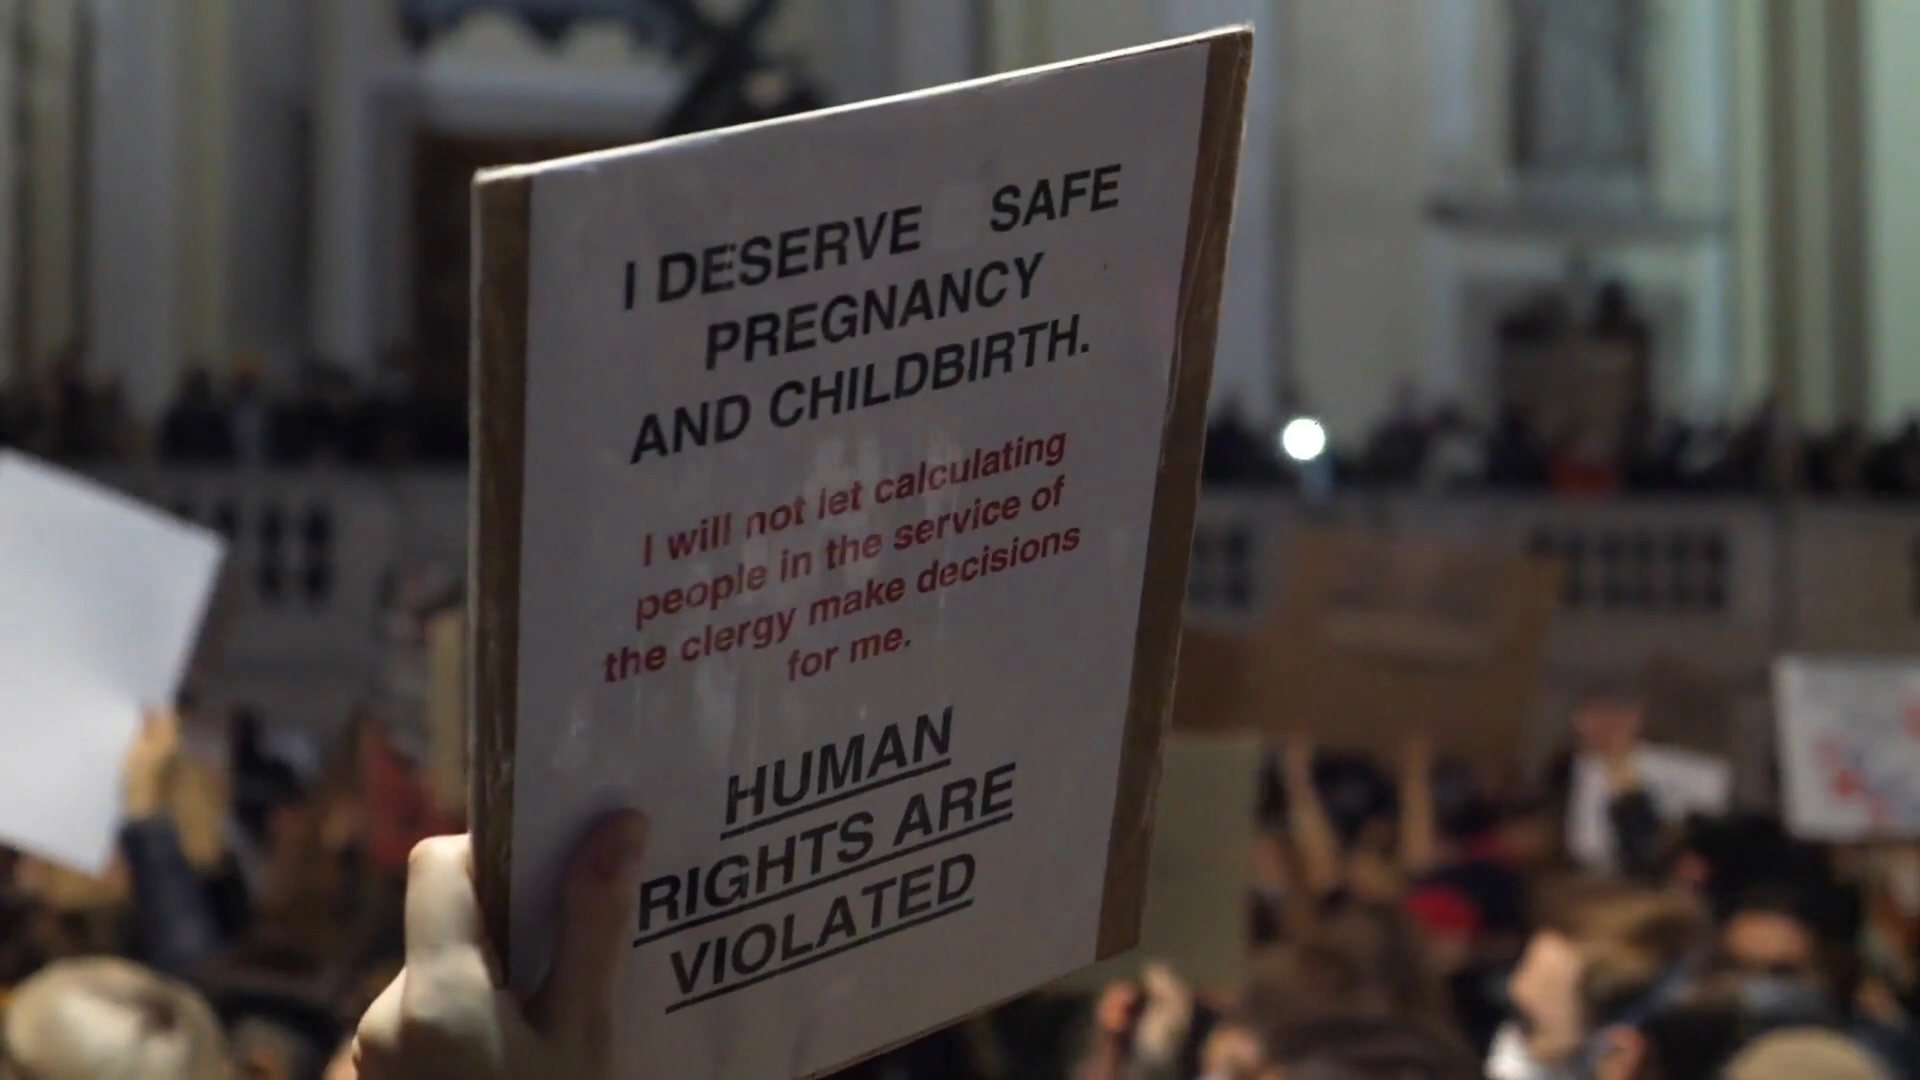 I DESERVE SAFE
PREGNANCY
AND CHILDBIRTH.
I will not let calculating
people in the service of
the clergy make decisions
for me.
HUMAN
RIGHTS ARE
VIOLATED